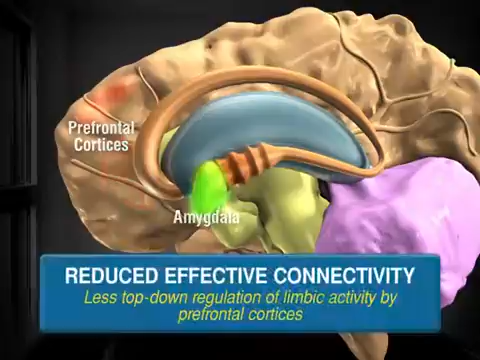 Prefrontal
Cortices
Amygdala
REDUCED EFFECTIVE CONNECTIVITY
Less top-down regulation of limbic activity by
prefrontal cortices